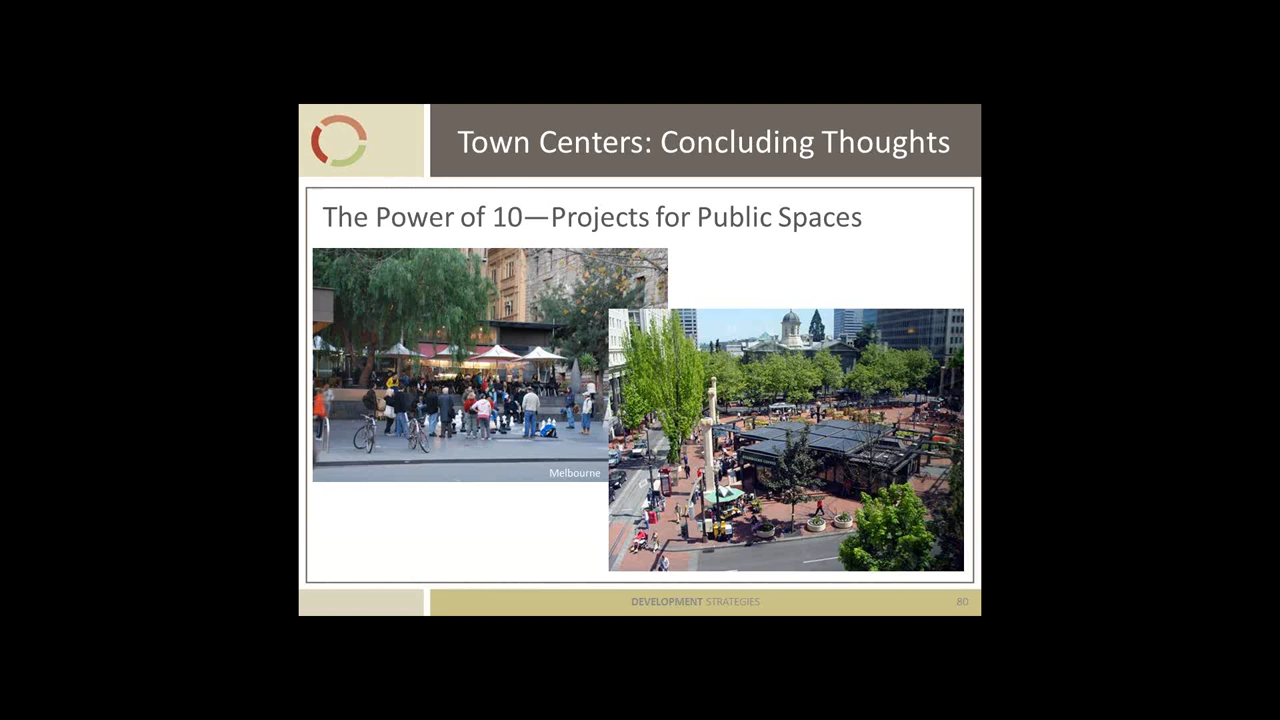 Town Centers: Concluding Thoughts
The Power of 10—Projects for Public Spaces
Melbourne
DEVELOPMENT STRATEGIES
80